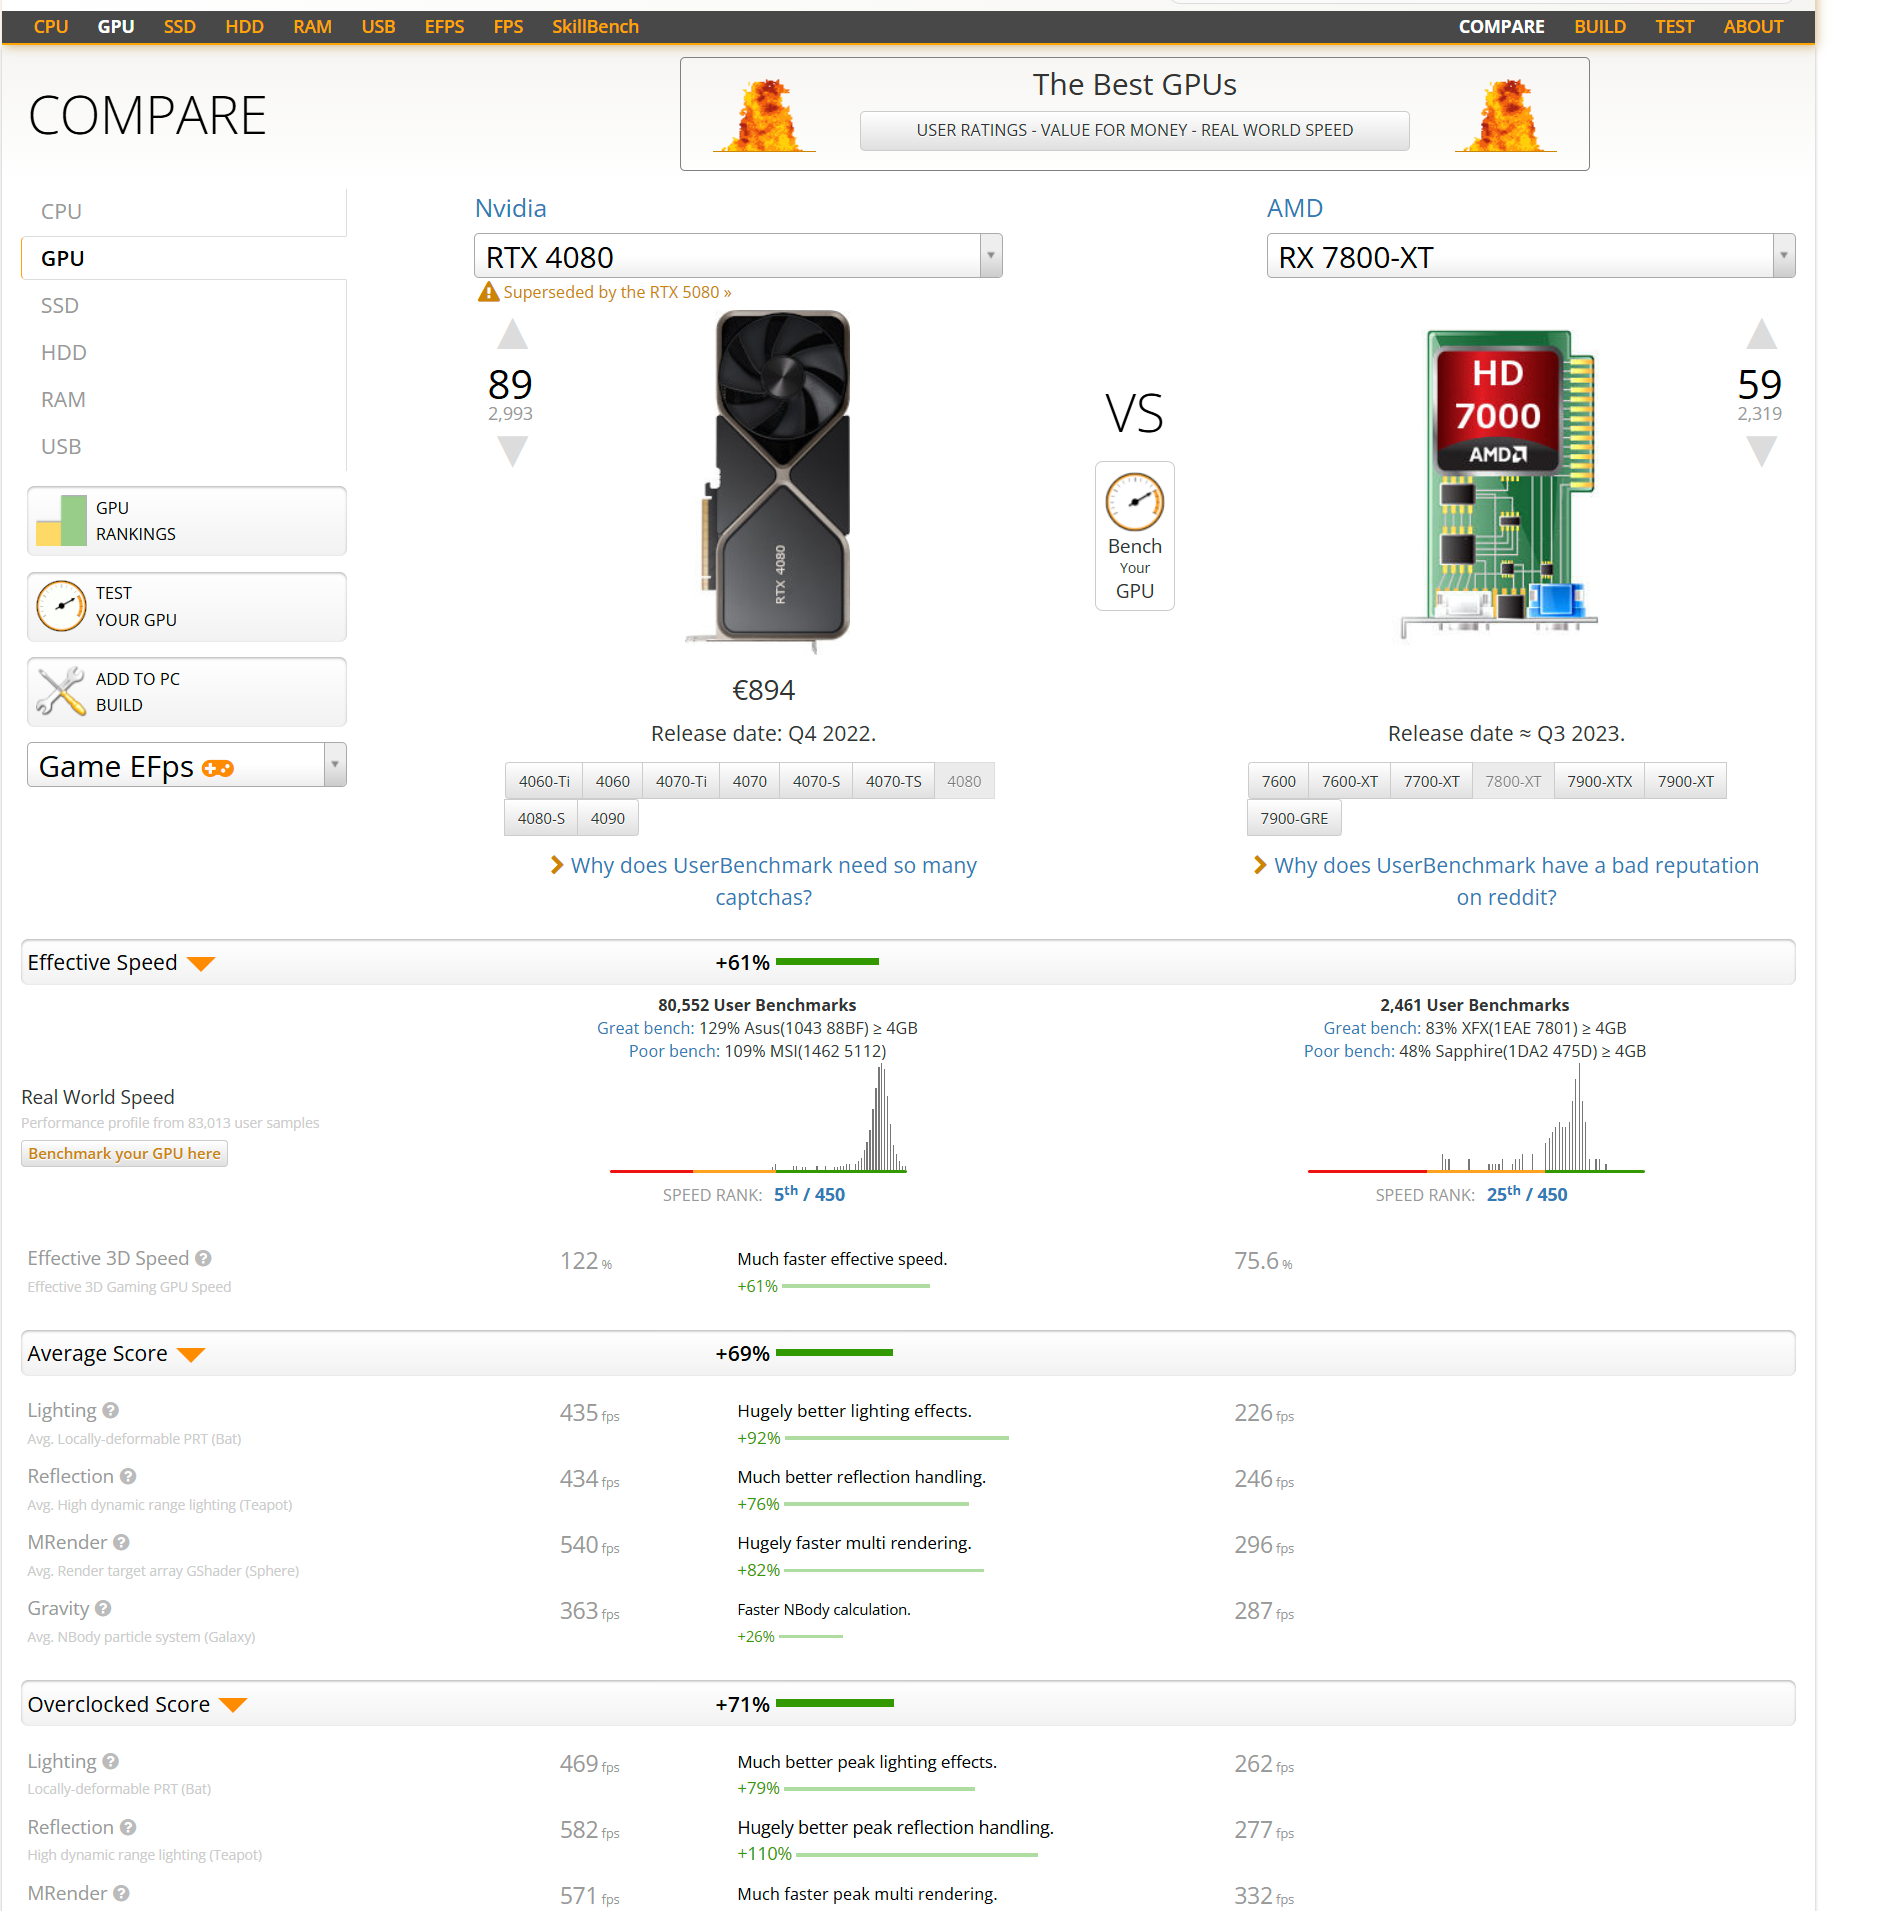 CPU GPU SSD HDD RAM USB EFPS FPS SkillBench COMPARE BUILD TEST ABOUT
COMPARE
The Best GPUs
USER RATINGS - VALUE FOR MONEY - REAL WORLD SPEED
CPU
GPU
SSD
HDD
RAM
USB
GPU
RANKINGS
TEST
YOUR GPU
ADD TO PC
BUILD
Game EFps
Nvidia
RTX 4080
Superseded by the RTX 5080 »
89
2,993
RTX 4080
€894
Release date: Q4 2022.
4060-Ti 4060 4070-Ti 4070 4070-S 4070-TS 4080
4080-S 4090
Why does UserBenchmark need so many
captchas?
VS
Bench
Your
GPU
AMD
RX 7800-XT
59
2,319
HD
7000
AMD
Release date ≈ Q3 2023.
7600 7600-XT 7700-XT 7800-XT 7900-XTX 7900-XT
7900-GRE
Why does UserBenchmark have a bad reputation
on reddit?
Effective Speed +61%
Real World Speed
Performance profile from 83,013 user samples
Benchmark your GPU here
80,552 User Benchmarks
Great bench: 129% Asus(1043 88BF) ≥ 4GB
Poor bench: 109% MSI(1462 5112)
SPEED RANK: 5th / 450
2,461 User Benchmarks
Great bench: 83% XFX(1EAE 7801) ≥ 4GB
Poor bench: 48% Sapphire(1DA2 475D) ≥ 4GB
SPEED RANK: 25th / 450
Effective 3D Speed 122 % Much faster effective speed. 75.6 %
Effective 3D Gaming GPU Speed +61%
Average Score +69%
Lighting 435 fps Hugely better lighting effects. 226 fps
Avg. Locally-deformable PRT (Bat) +92%
Reflection 434 fps Much better reflection handling. 246 fps
Avg. High dynamic range lighting (Teapot) +76%
MRender 540 fps Hugely faster multi rendering. 296 fps
Avg. Render target array GShader (Sphere) +82%
Gravity 363 fps Faster NBody calculation. 287 fps
Avg. NBody particle system (Galaxy) +26%
Overclocked Score +71%
Lighting 469 fps Much better peak lighting effects. 262 fps
Locally-deformable PRT (Bat) +79%
Reflection 582 fps Hugely better peak reflection handling. 277 fps
High dynamic range lighting (Teapot) +110%
MRender 571 fps Much faster peak multi rendering. 332 fps